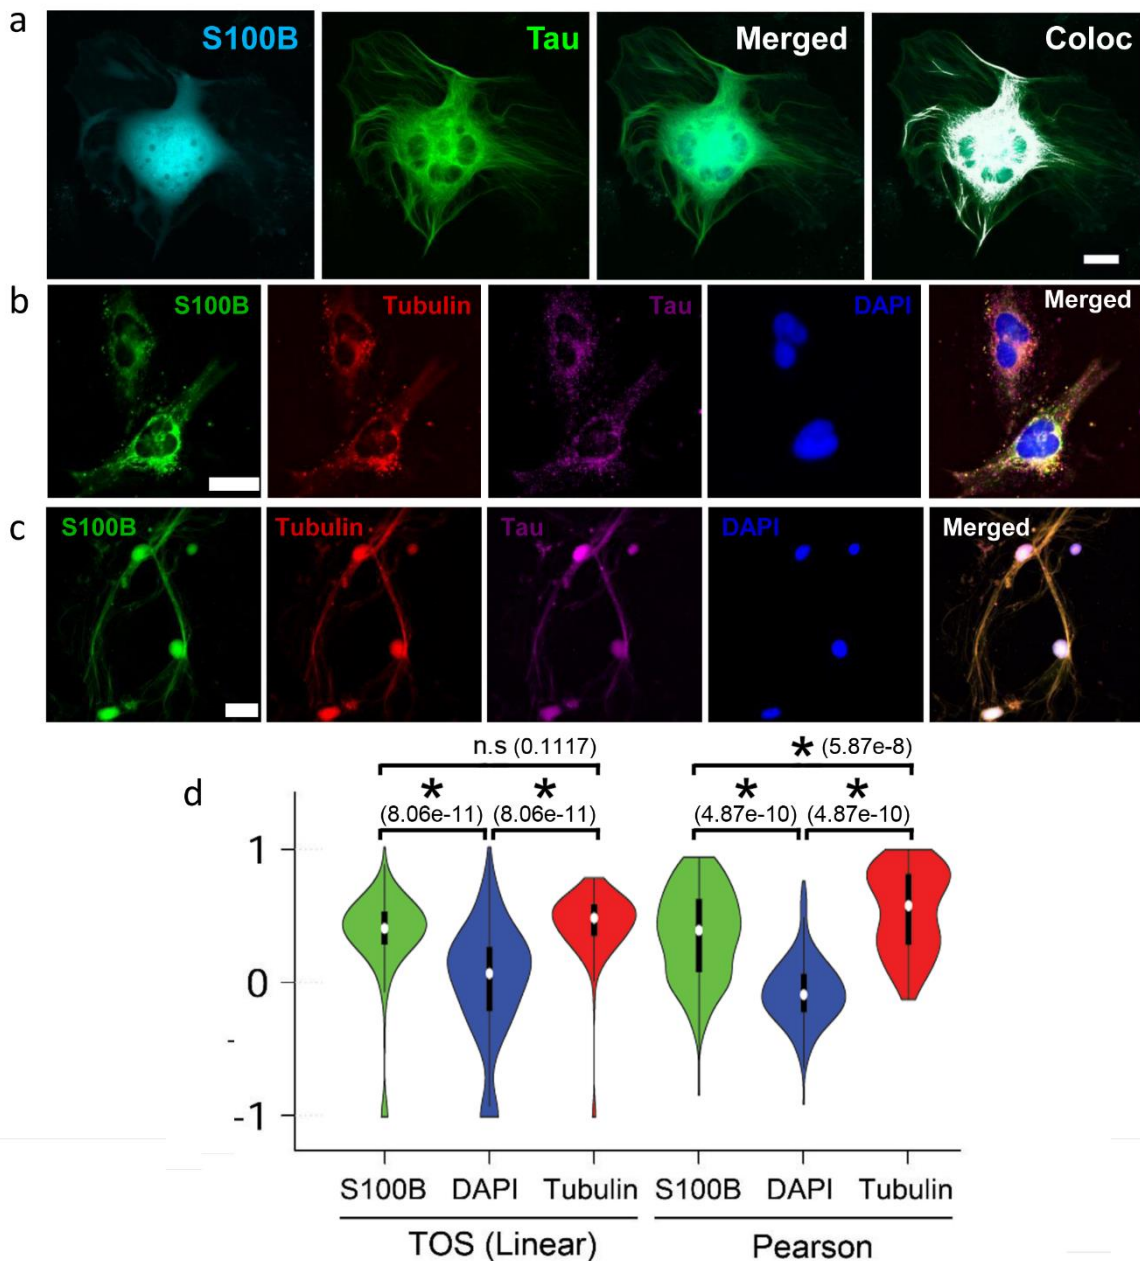 a
S100B Tau Merged Coloc
b
S100B Tubulin Tau DAPI Merged
c
S100B Tubulin Tau DAPI Merged
d
n.s (0.1117) * (5.87e-8)
* * * *
(8.06e-11) (8.06e-11) (4.87e-10) (4.87e-10)
1
0
-
-1
S100B DAPI Tubulin S100B DAPI Tubulin
TOS (Linear) Pearson